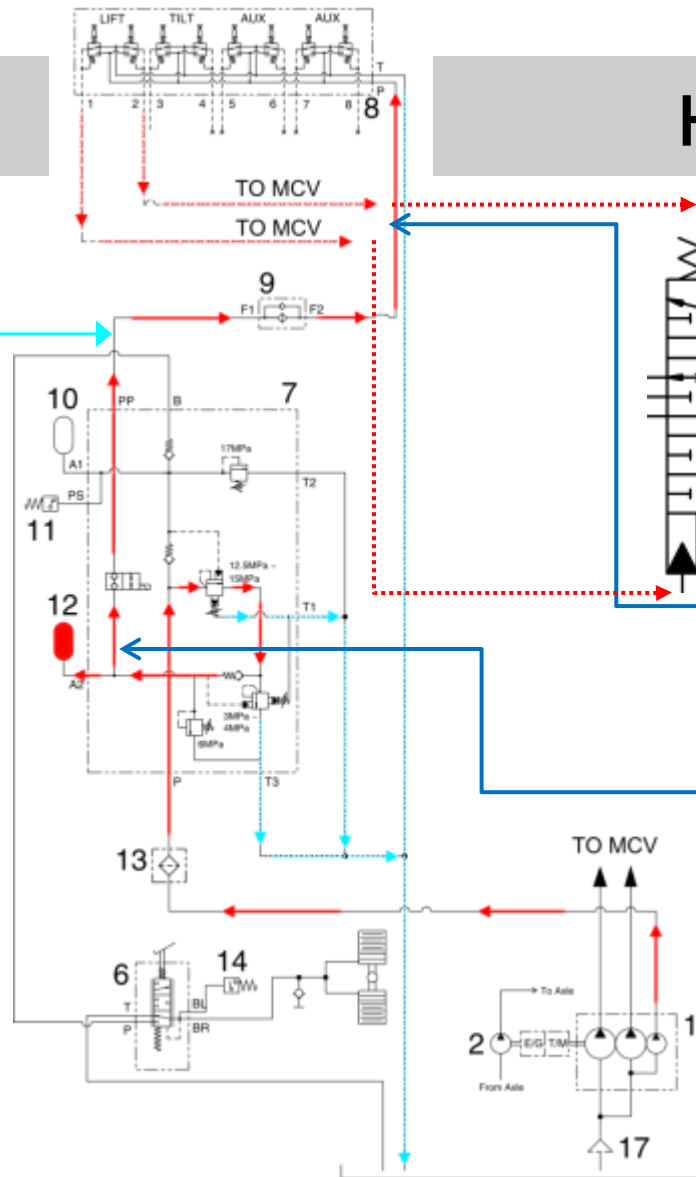 LIFT TILT AUX AUX
T
P
1 2 3 4 5 6 7 8
8
H
TO MCV
TO MCV
9
F1 F2
10
7
PP B
17MPa
A1
T2
PS
11
12.5MPa ~
15MPa
12
T1
A2
3MPa ~
4MPa
6MPa
P T3
13
TO MCV
6
14
T
BL
P
BR
To Axle
1
2
E/G T/M
From Axle
17